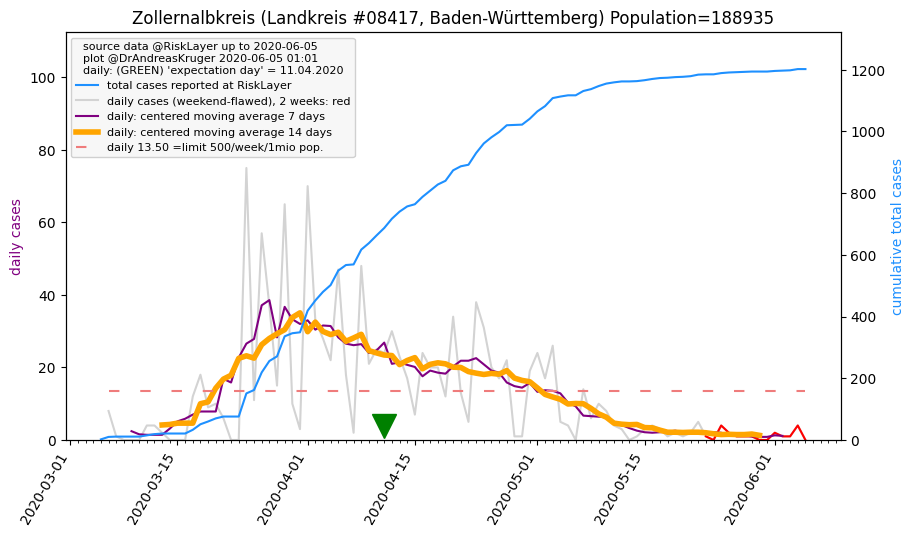 Zollernalbkreis (Landkreis #08417, Baden-Württemberg) Population=188935
source data @RiskLayer up to 2020-06-05
plot @DrAndreasKruger 2020-06-05 01:01
daily: (GREEN) 'expectation day' = 11.04.2020
total cases reported at RiskLayer
daily cases (weekend-flawed), 2 weeks: red
daily: centered moving average 7 days
daily: centered moving average 14 days
daily 13.50 =limit 500/week/1mio pop.
daily cases
100
80
60
40
20
0
cumulative total cases
1200
1000
800
600
400
200
0
2020-03-01
2020-03-15
2020-04-01
2020-04-15
2020-05-01
2020-05-15
2020-06-01